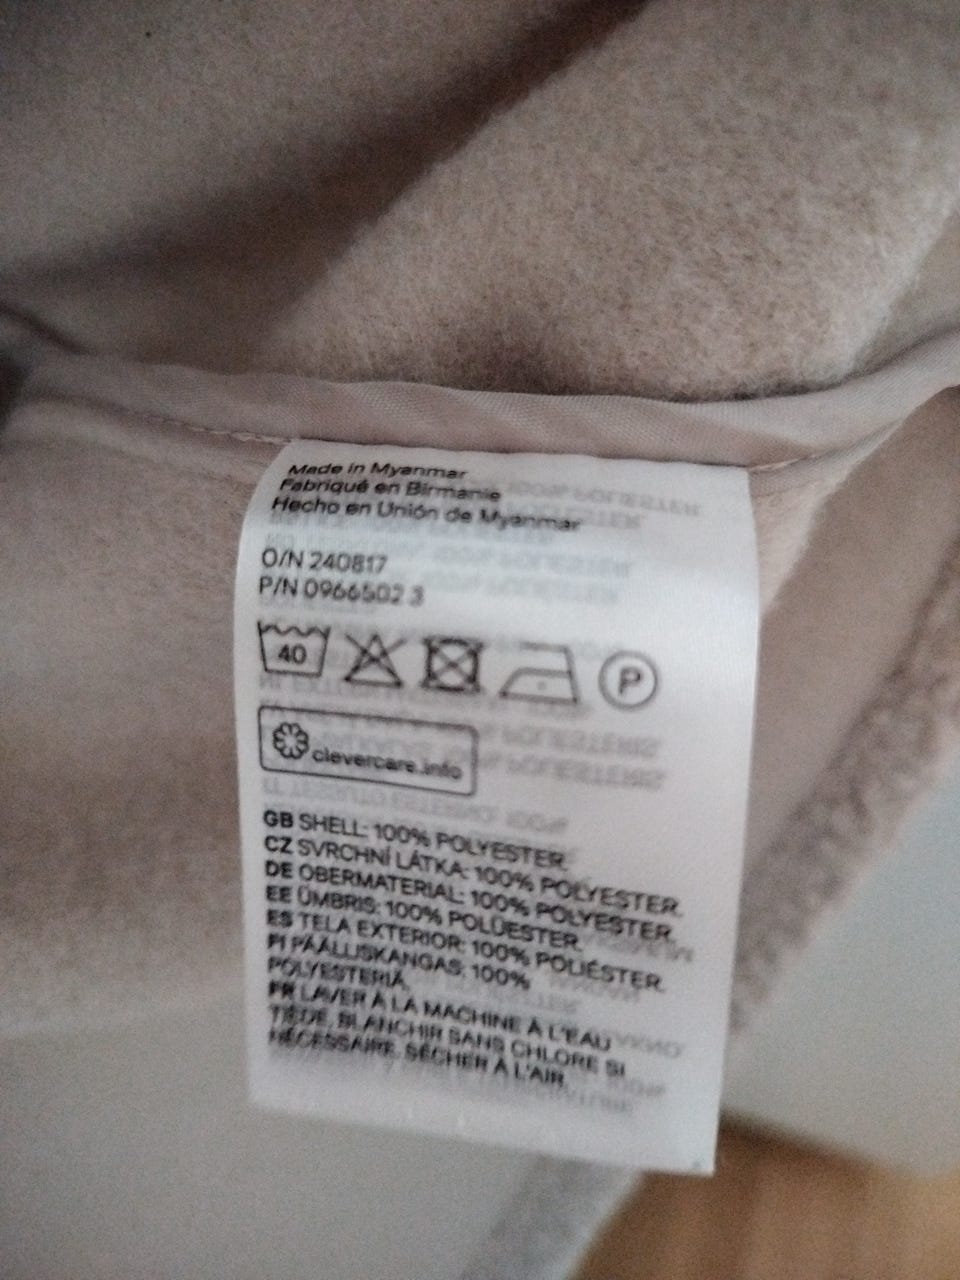 Made in Myanmar
Fabriqué en Birmanie
Hecho en Unión de Myanmar
O/N 240817
P/N 0966502 3
40
P
clevercare.info
GB SHELL: 100% POLYESTER.
CZ SVRCHNÍ LÁTKA: 100% POLYESTER.
DE OBERMATERIAL: 100% POLYESTER.
EE ÜMBRIS: 100% POLÜESTER.
ES TELA EXTERIOR: 100% POLIÉSTER.
FI PÄÄLLISKANGAS: 100%
POLYESTERIÄ.
FR LAVER À LA MACHINE À L'EAU
TIÈDE, BLANCHIR SANS CHLORE SI
NÉCESSAIRE, SÉCHER À L'AIR,